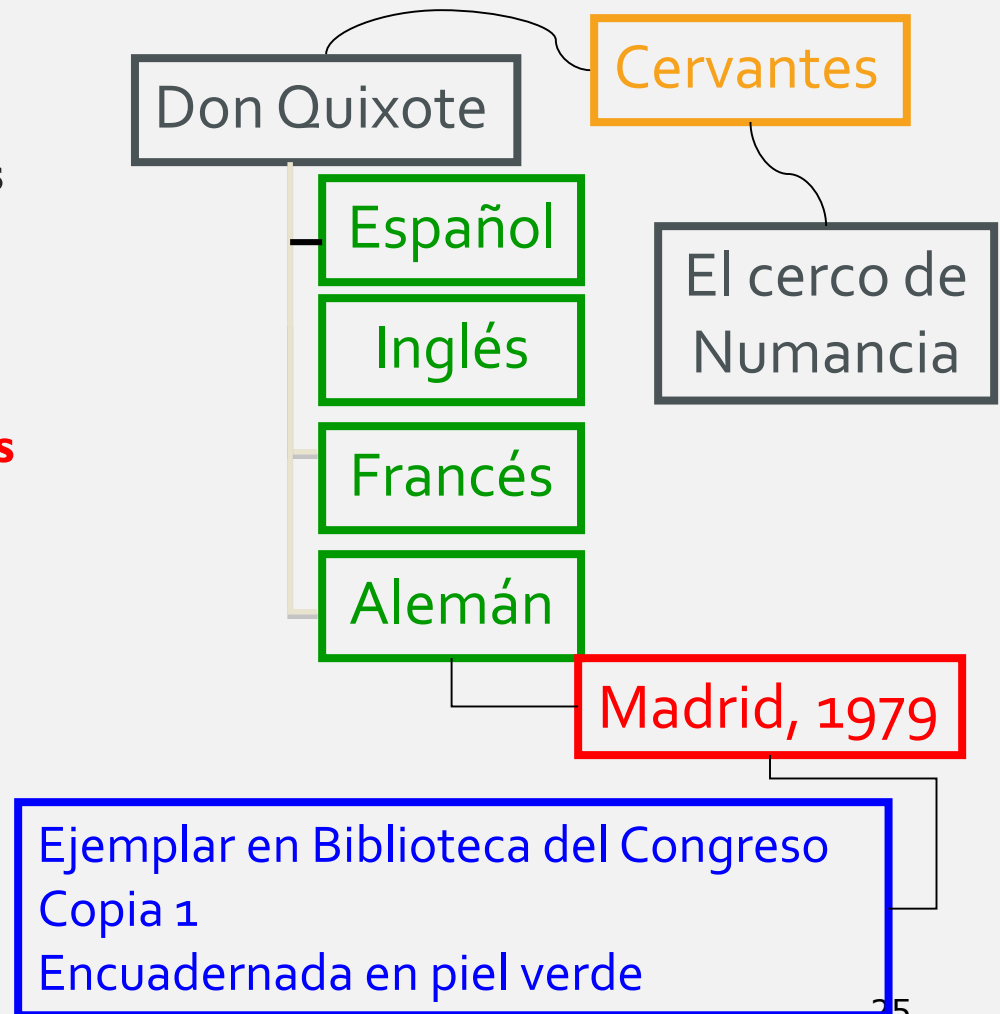 Cervantes
Don Quixote
s
Español
El cerco de
Numancia
Inglés
s
Francés
Alemán
Madrid, 1979
Ejemplar en Biblioteca del Congreso
Copia 1
Encuadernada en piel verde
25